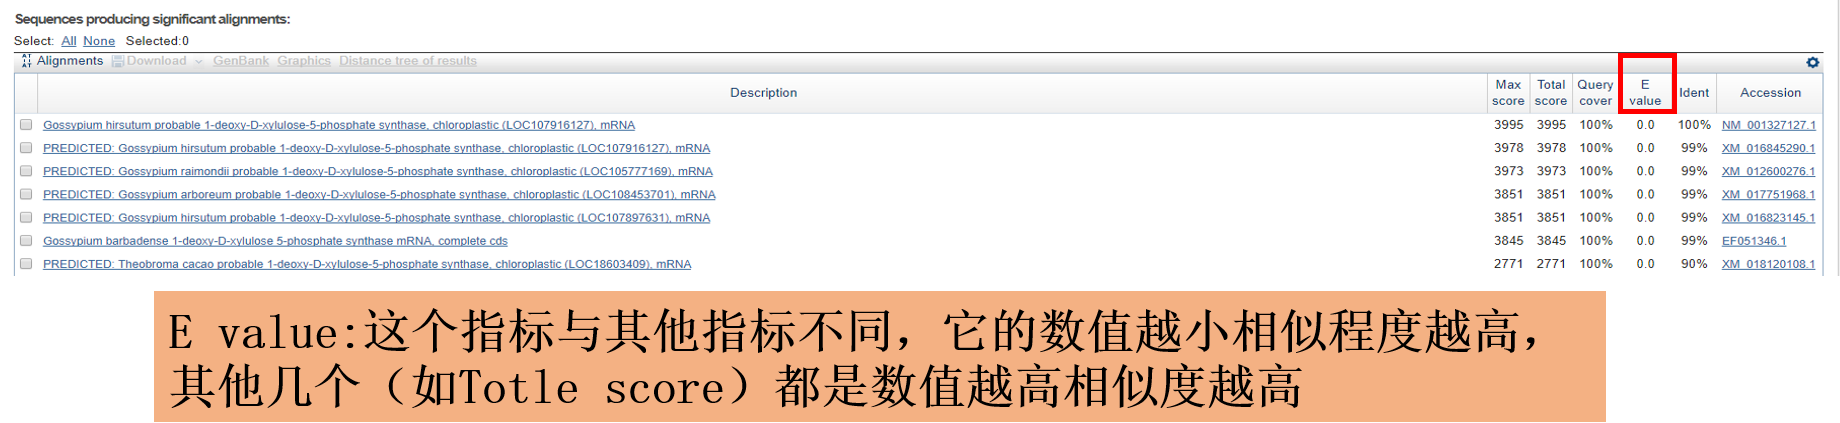 Sequences producing significant alignments:
Select: All None Selected:0
Alignments Download GenBank Graphics Distance tree of results
Description Max score Total score Query cover E value Ident Accession
Gossypium hirsutum probable 1-deoxy-D-xylulose-5-phosphate synthase, chloroplastic (LOC107916127), mRNA 3995 3995 100% 0.0 100% NM_001327127.1
PREDICTED: Gossypium hirsutum probable 1-deoxy-D-xylulose-5-phosphate synthase, chloroplastic (LOC107916127), mRNA 3978 3978 100% 0.0 99% XM_016845290.1
PREDICTED: Gossypium raimondii probable 1-deoxy-D-xylulose-5-phosphate synthase, chloroplastic (LOC105777169), mRNA 3973 3973 100% 0.0 99% XM_012600276.1
PREDICTED: Gossypium arboreum probable 1-deoxy-D-xylulose-5-phosphate synthase, chloroplastic (LOC108453701), mRNA 3851 3851 100% 0.0 99% XM_017751968.1
PREDICTED: Gossypium hirsutum probable 1-deoxy-D-xylulose-5-phosphate synthase, chloroplastic (LOC107897631), mRNA 3851 3851 100% 0.0 99% XM_016823145.1
Gossypium barbadense 1-deoxy-D-xylulose 5-phosphate synthase mRNA, complete cds 3845 3845 100% 0.0 99% EF051346.1
PREDICTED: Theobroma cacao probable 1-deoxy-D-xylulose-5-phosphate synthase, chloroplastic (LOC18603409), mRNA 2771 2771 100% 0.0 90% XM_018120108.1
E value:这个指标与其他指标不同，它的数值越小相似程度越高，
其他几个（如Totle score）都是数值越高相似度越高